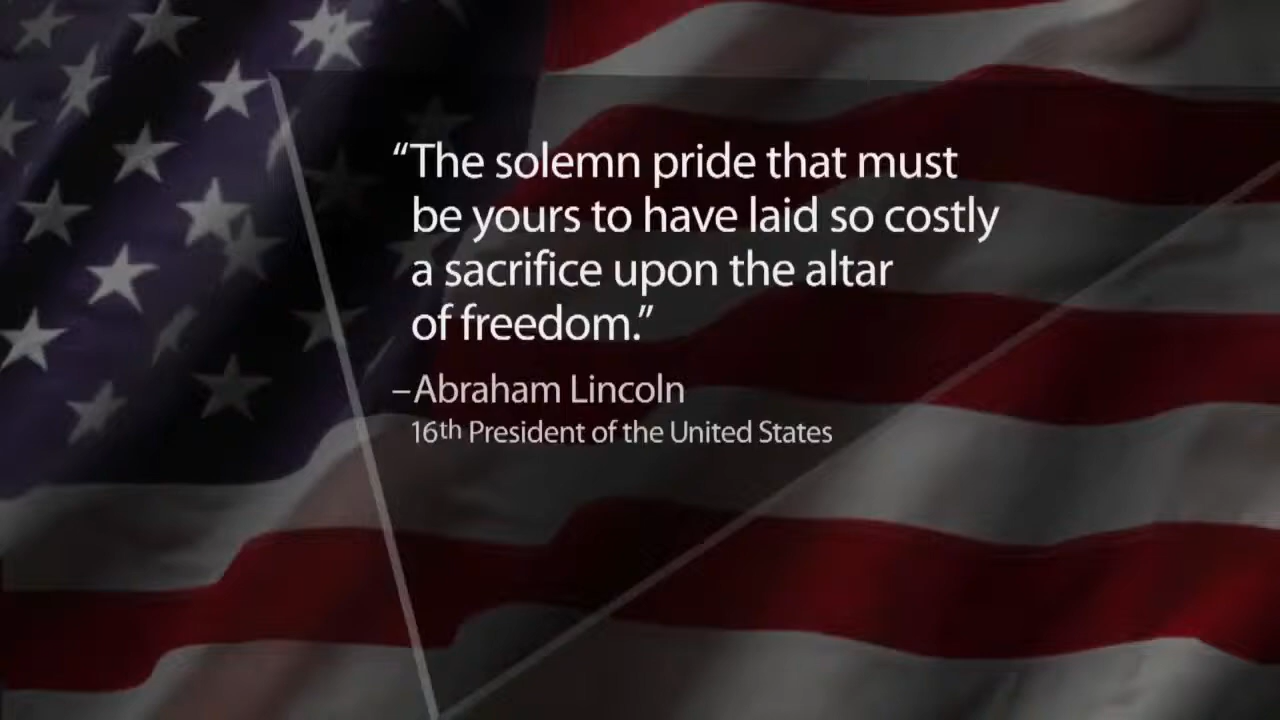 “The solemn pride that must
be yours to have laid so costly
a sacrifice upon the altar
of freedom.”
–Abraham Lincoln
16th President of the United States